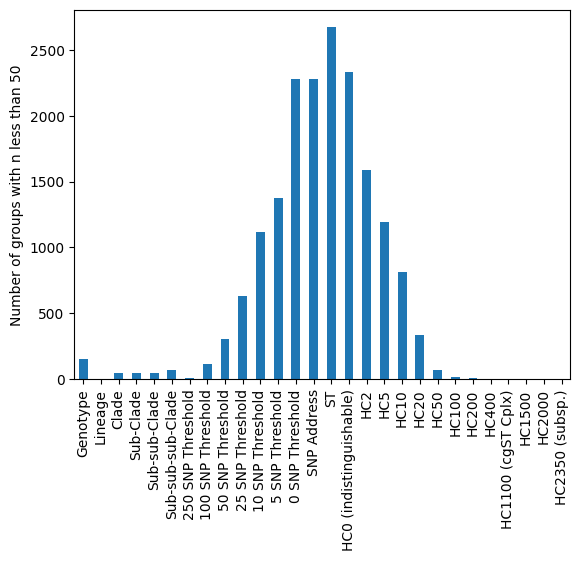 Number of groups with n less than 50
2500
2000
1500
1000
500
0
Genotype
Lineage
Clade
Sub-Clade
Sub-sub-Clade
Sub-sub-sub-Clade
250 SNP Threshold
100 SNP Threshold
50 SNP Threshold
25 SNP Threshold
10 SNP Threshold
5 SNP Threshold
0 SNP Threshold
SNP Address
ST
HC0 (indistinguishable)
HC2
HC5
HC10
HC20
HC50
HC100
HC200
HC400
HC1100 (cgST Cplx)
HC1500
HC2000
HC2350 (subsp.)